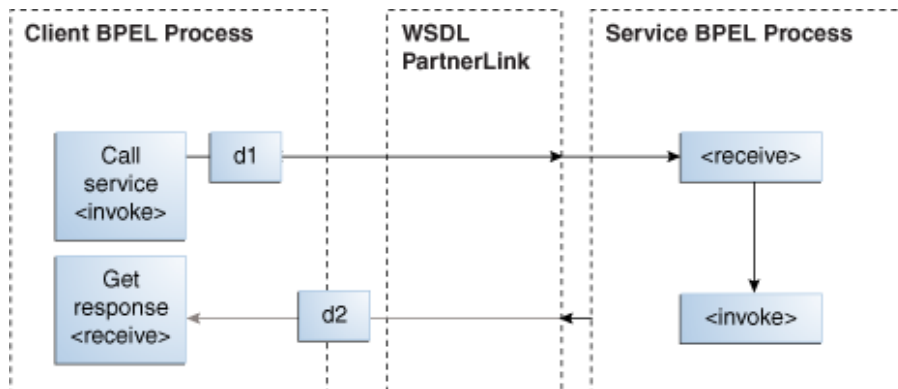 Client BPEL Process
WSDL
PartnerLink
Service BPEL Process
Call
service
<invoke>
d1
<receive>
Get
response
<receive>
d2
<invoke>